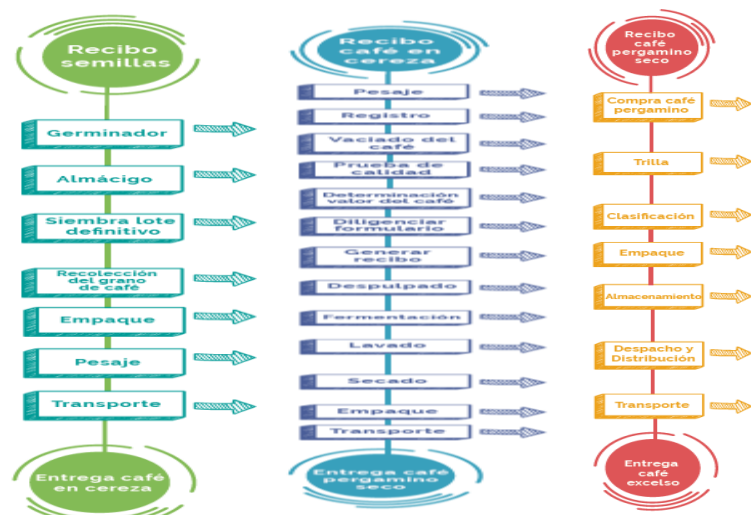 Recibo
semillas
Germinador
Almácigo
Siembra lote
definitivo
Recolección
del grano
de café
Empaque
Pesaje
Transporte
Entrega café
en cereza
Recibo
café en
cereza
Pesaje
Registro
Vaciado del
café
Prueba de
calidad
Determinación
valor del café
Diligenciar
formulario
Generar
recibo
Despulpado
Fermentación
Lavado
Secado
Empaque
Transporte
Entrega café
pergamino
seco
Recibo
café
pergamino
seco
Compra café
pergamino
Trilla
Clasificación
Empaque
Almacenamiento
Despacho y
Distribución
Transporte
Entrega
café
excelso